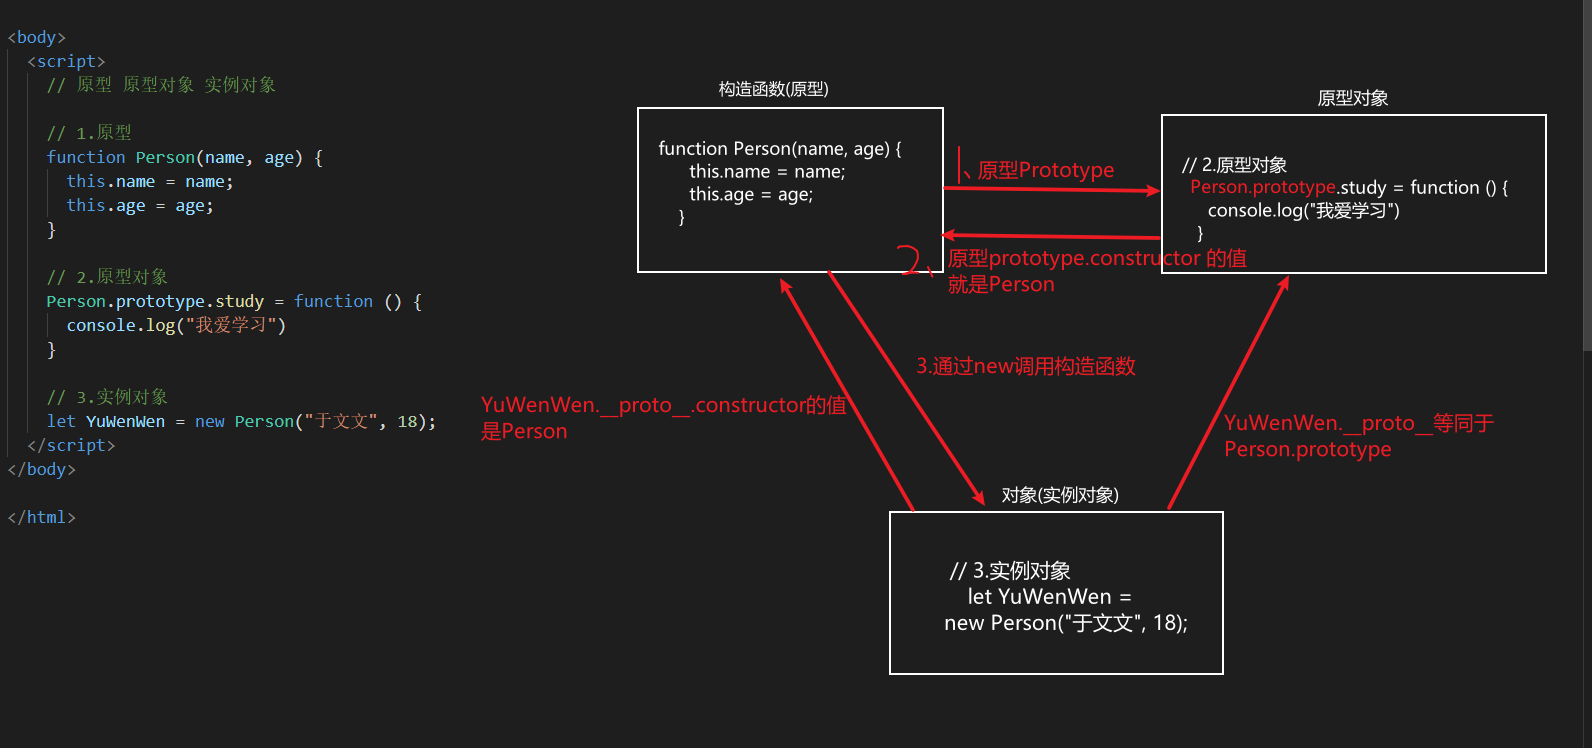 <body>
<script>
// 原型 原型对象 实例对象
// 1.原型
function Person(name, age) {
this.name = name;
this.age = age;
}
// 2.原型对象
Person.prototype.study = function () {
console.log("我爱学习")
}
// 3.实例对象
let YuWenWen = new Person("于文文", 18);
</script>
</body>
</html>
构造函数(原型)
function Person(name, age) {
this.name = name;
this.age = age;
}
1、原型Prototype
原型对象
// 2.原型对象
Person.prototype.study = function () {
console.log("我爱学习")
}
2、原型prototype.constructor 的值
就是Person
3.通过new调用构造函数
YuWenWen.__proto__.constructor的值
是Person
YuWenWen.__proto__等同于
Person.prototype
对象(实例对象)
// 3.实例对象
let YuWenWen =
new Person("于文文", 18);